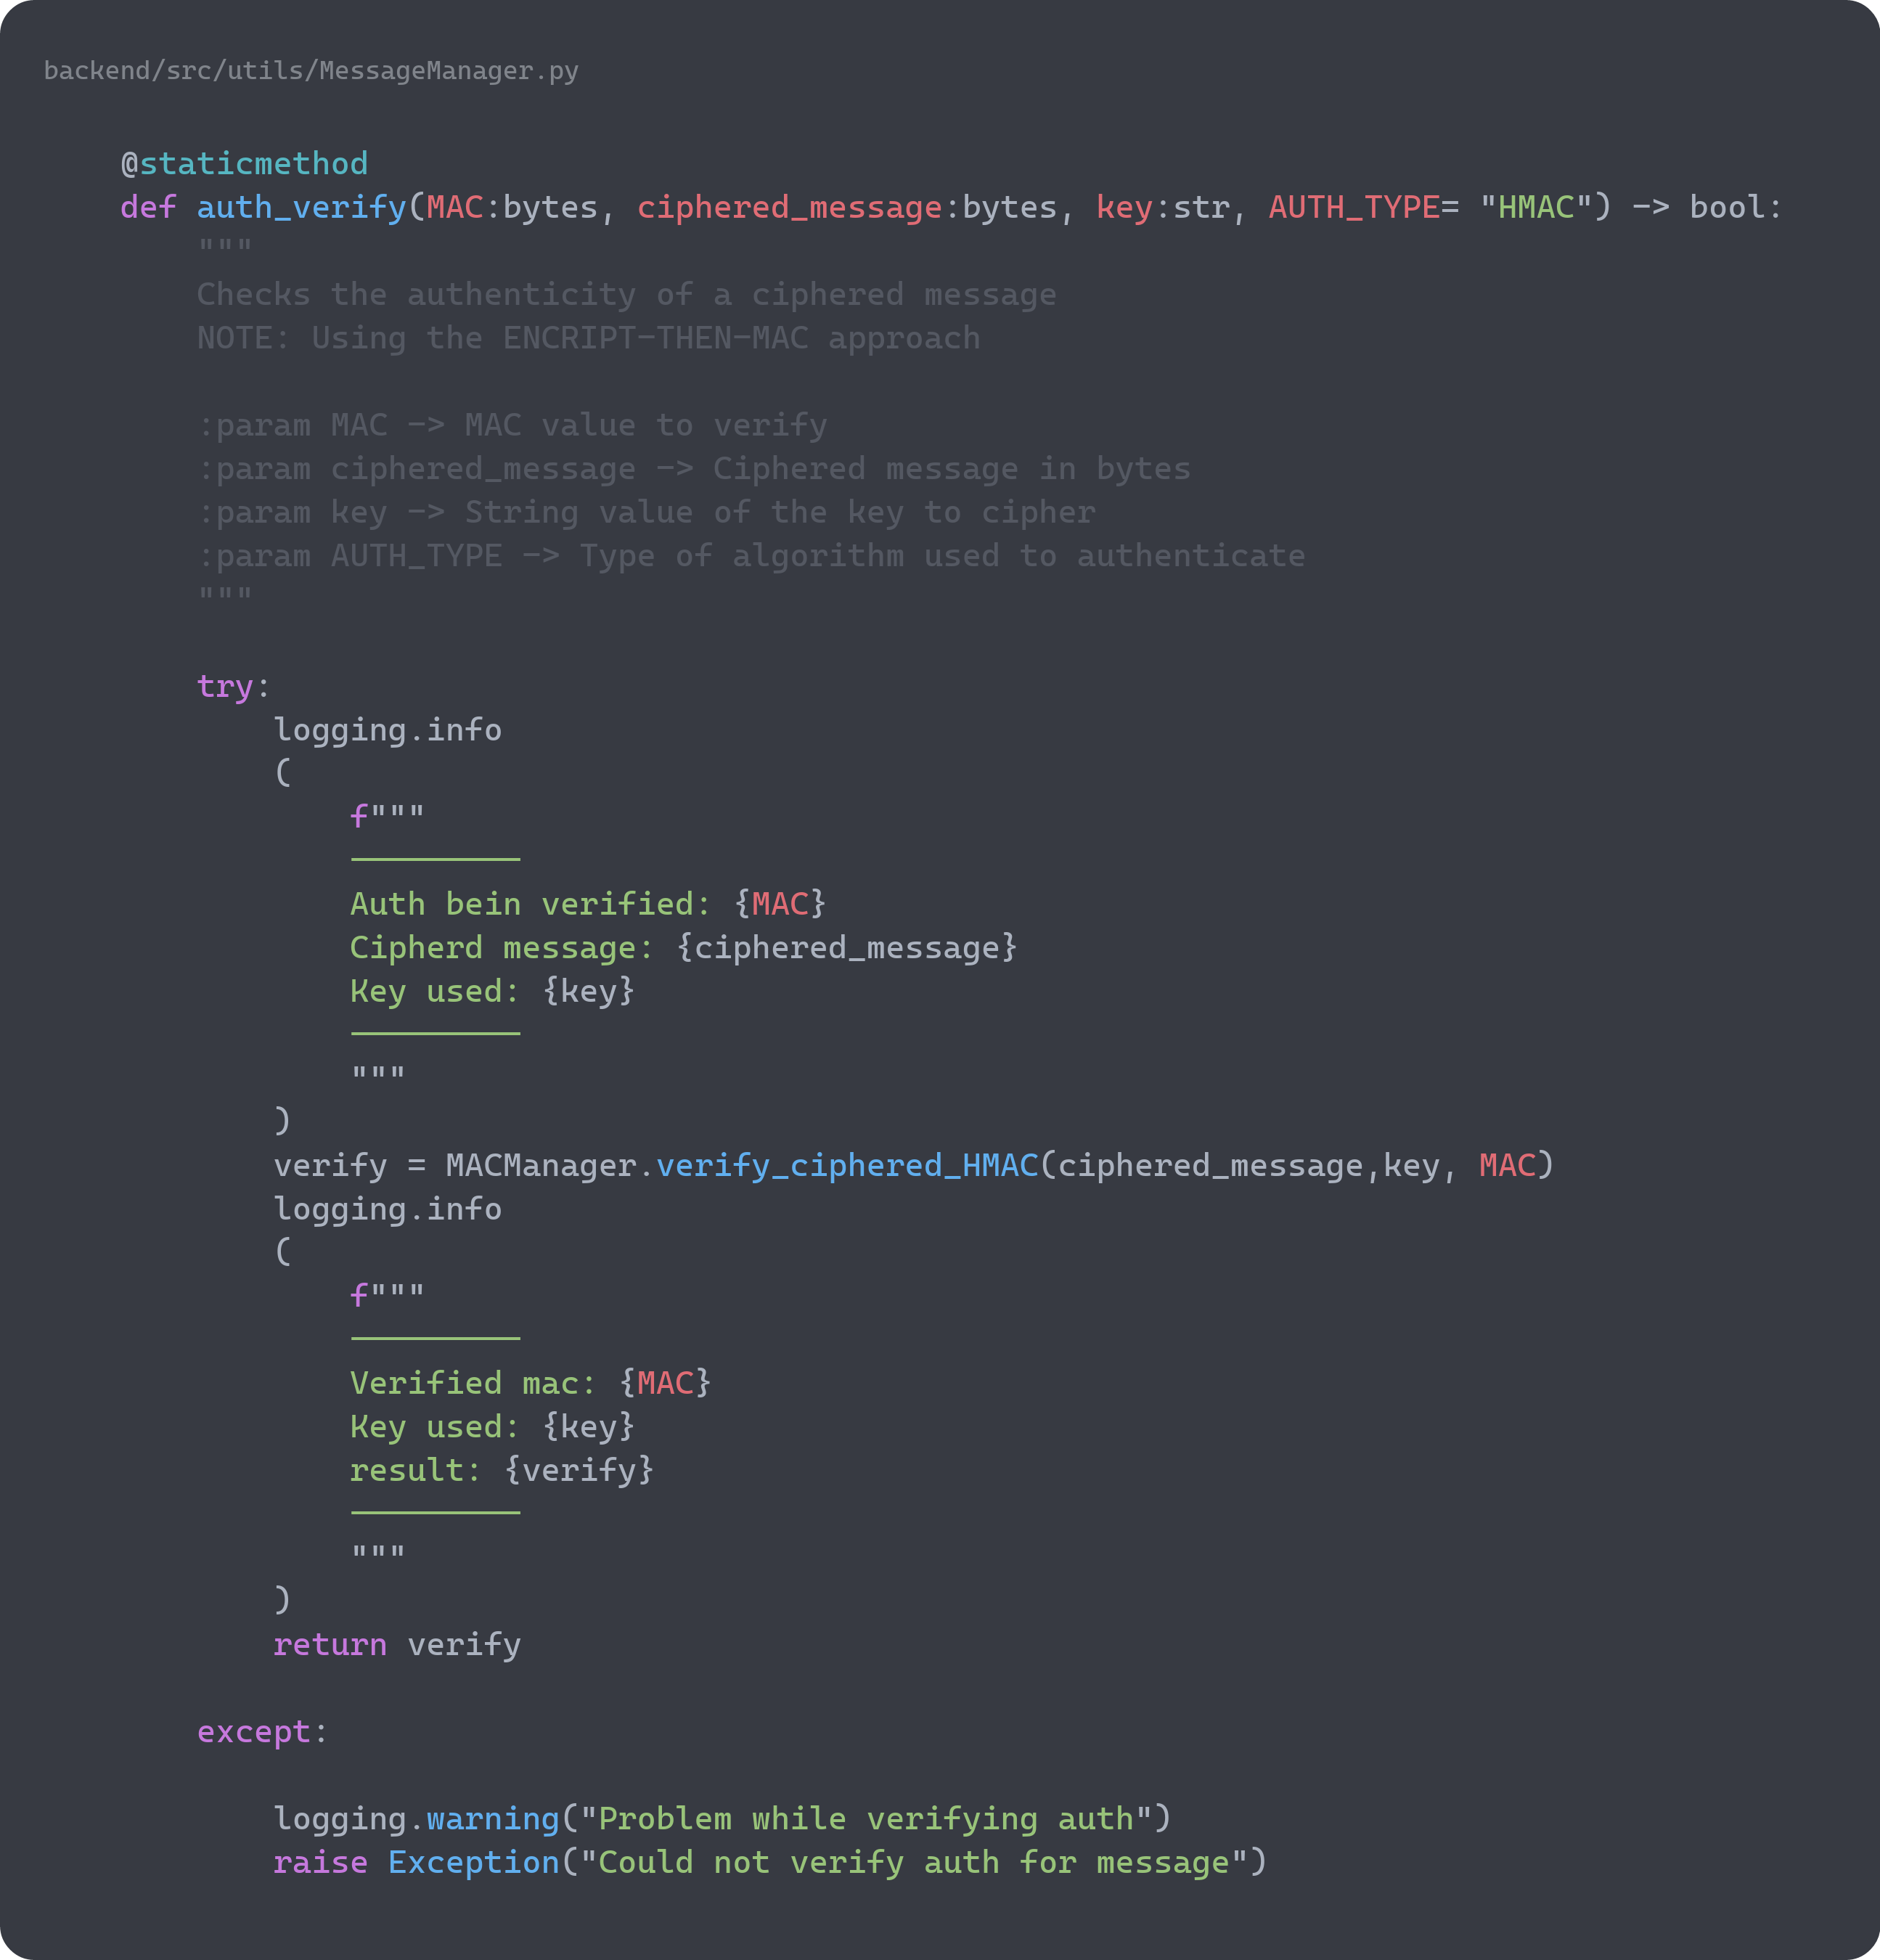 backend/src/utils/MessageManager.py
@staticmethod
def auth_verify(MAC:bytes, ciphered_message:bytes, key:str, AUTH_TYPE= "HMAC") -> bool:
"""
Checks the authenticity of a ciphered message
NOTE: Using the ENCRIPT-THEN-MAC approach
:param MAC -> MAC value to verify
:param ciphered_message -> Ciphered message in bytes
:param key -> String value of the key to cipher
:param AUTH_TYPE -> Type of algorithm used to authenticate
"""
try:
logging.info
(
f"""
---------
Auth bein verified: {MAC}
Cipherd message: {ciphered_message}
Key used: {key}
---------
"""
)
verify = MACManager.verify_ciphered_HMAC(ciphered_message,key, MAC)
logging.info
(
f"""
---------
Verified mac: {MAC}
Key used: {key}
result: {verify}
---------
"""
)
return verify
except:
logging.warning("Problem while verifying auth")
raise Exception("Could not verify auth for message")